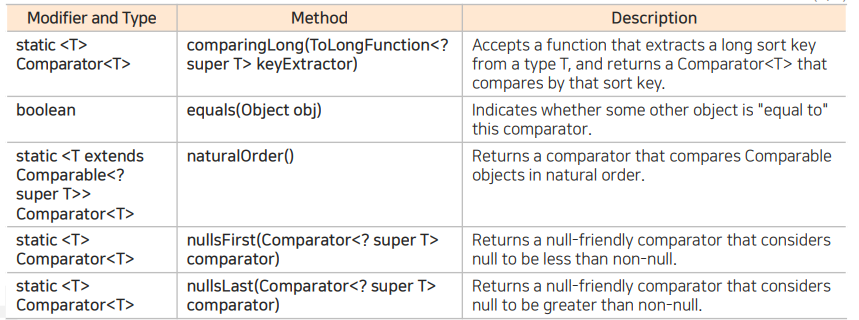 Modifier and Type Method Description
static <T> comparingLong(ToLongFunction<? Accepts a function that extracts a long sort key
Comparator<T> super T> keyExtractor) from a type T, and returns a Comparator<T> that
compares by that sort key.
boolean equals(Object obj) Indicates whether some other object is "equal to"
this comparator.
static <T extends naturalOrder() Returns a comparator that compares Comparable
Comparable<? objects in natural order.
super T>>
Comparator<T>
static <T> nullsFirst(Comparator<? super T> Returns a null-friendly comparator that considers
Comparator<T> comparator) null to be less than non-null.
static <T> nullsLast(Comparator<? super T> Returns a null-friendly comparator that considers
Comparator<T> comparator) null to be greater than non-null.